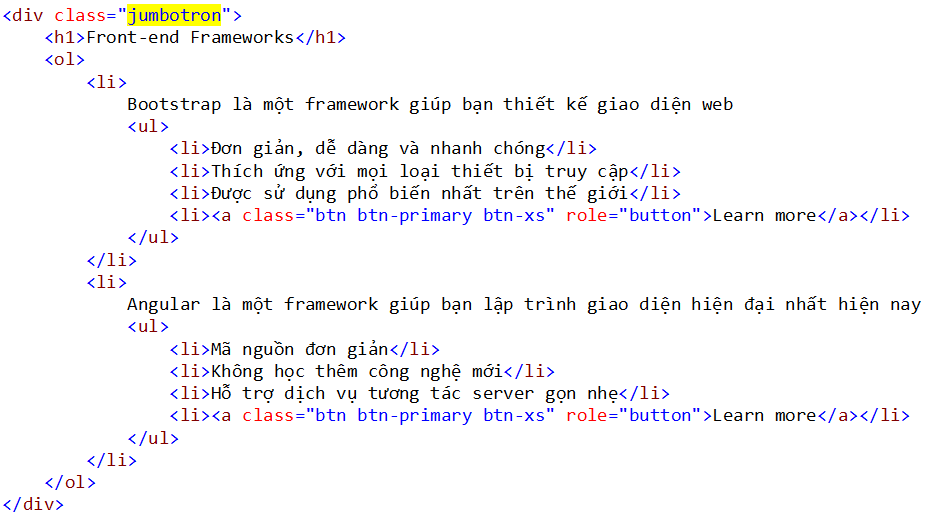 <div class="jumbotron">
    <h1>Front-end Frameworks</h1>
    <ol>
        <li>
            Bootstrap là một framework giúp bạn thiết kế giao diện web
            <ul>
                <li>Đơn giản, dễ dàng và nhanh chóng</li>
                <li>Thích ứng với mọi loại thiết bị truy cập</li>
                <li>Được sử dụng phổ biến nhất trên thế giới</li>
                <li><a class="btn btn-primary btn-xs" role="button">Learn more</a></li>
            </ul>
        </li>
        <li>
            Angular là một framework giúp bạn lập trình giao diện hiện đại nhất hiện nay
            <ul>
                <li>Mã nguồn đơn giản</li>
                <li>Không học thêm công nghệ mới</li>
                <li>Hỗ trợ dịch vụ tương tác server gọn nhẹ</li>
                <li><a class="btn btn-primary btn-xs" role="button">Learn more</a></li>
            </ul>
        </li>
    </ol>
</div>